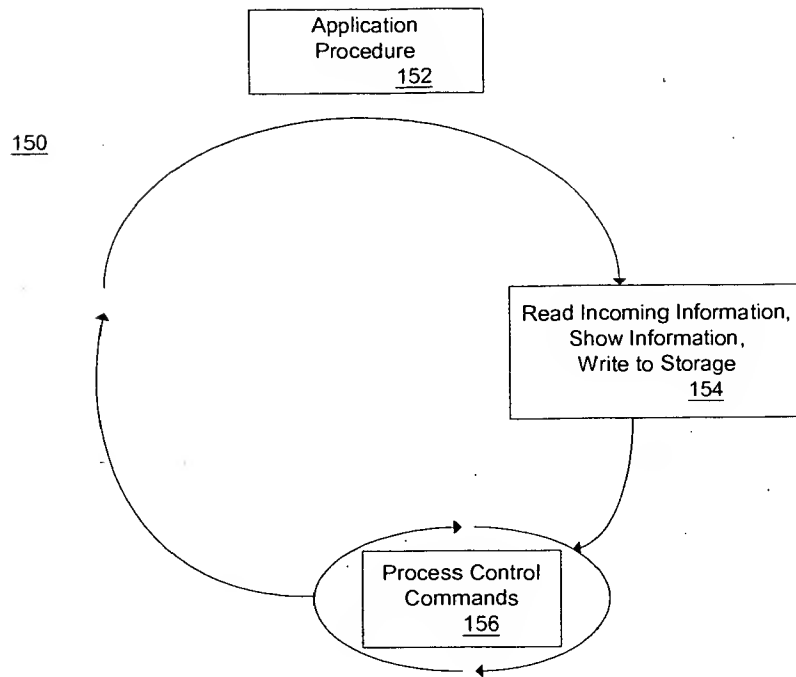 Application
Procedure
152
150
Read Incoming Information,
Show Information,
Write to Storage
154
Process Control
Commands
156